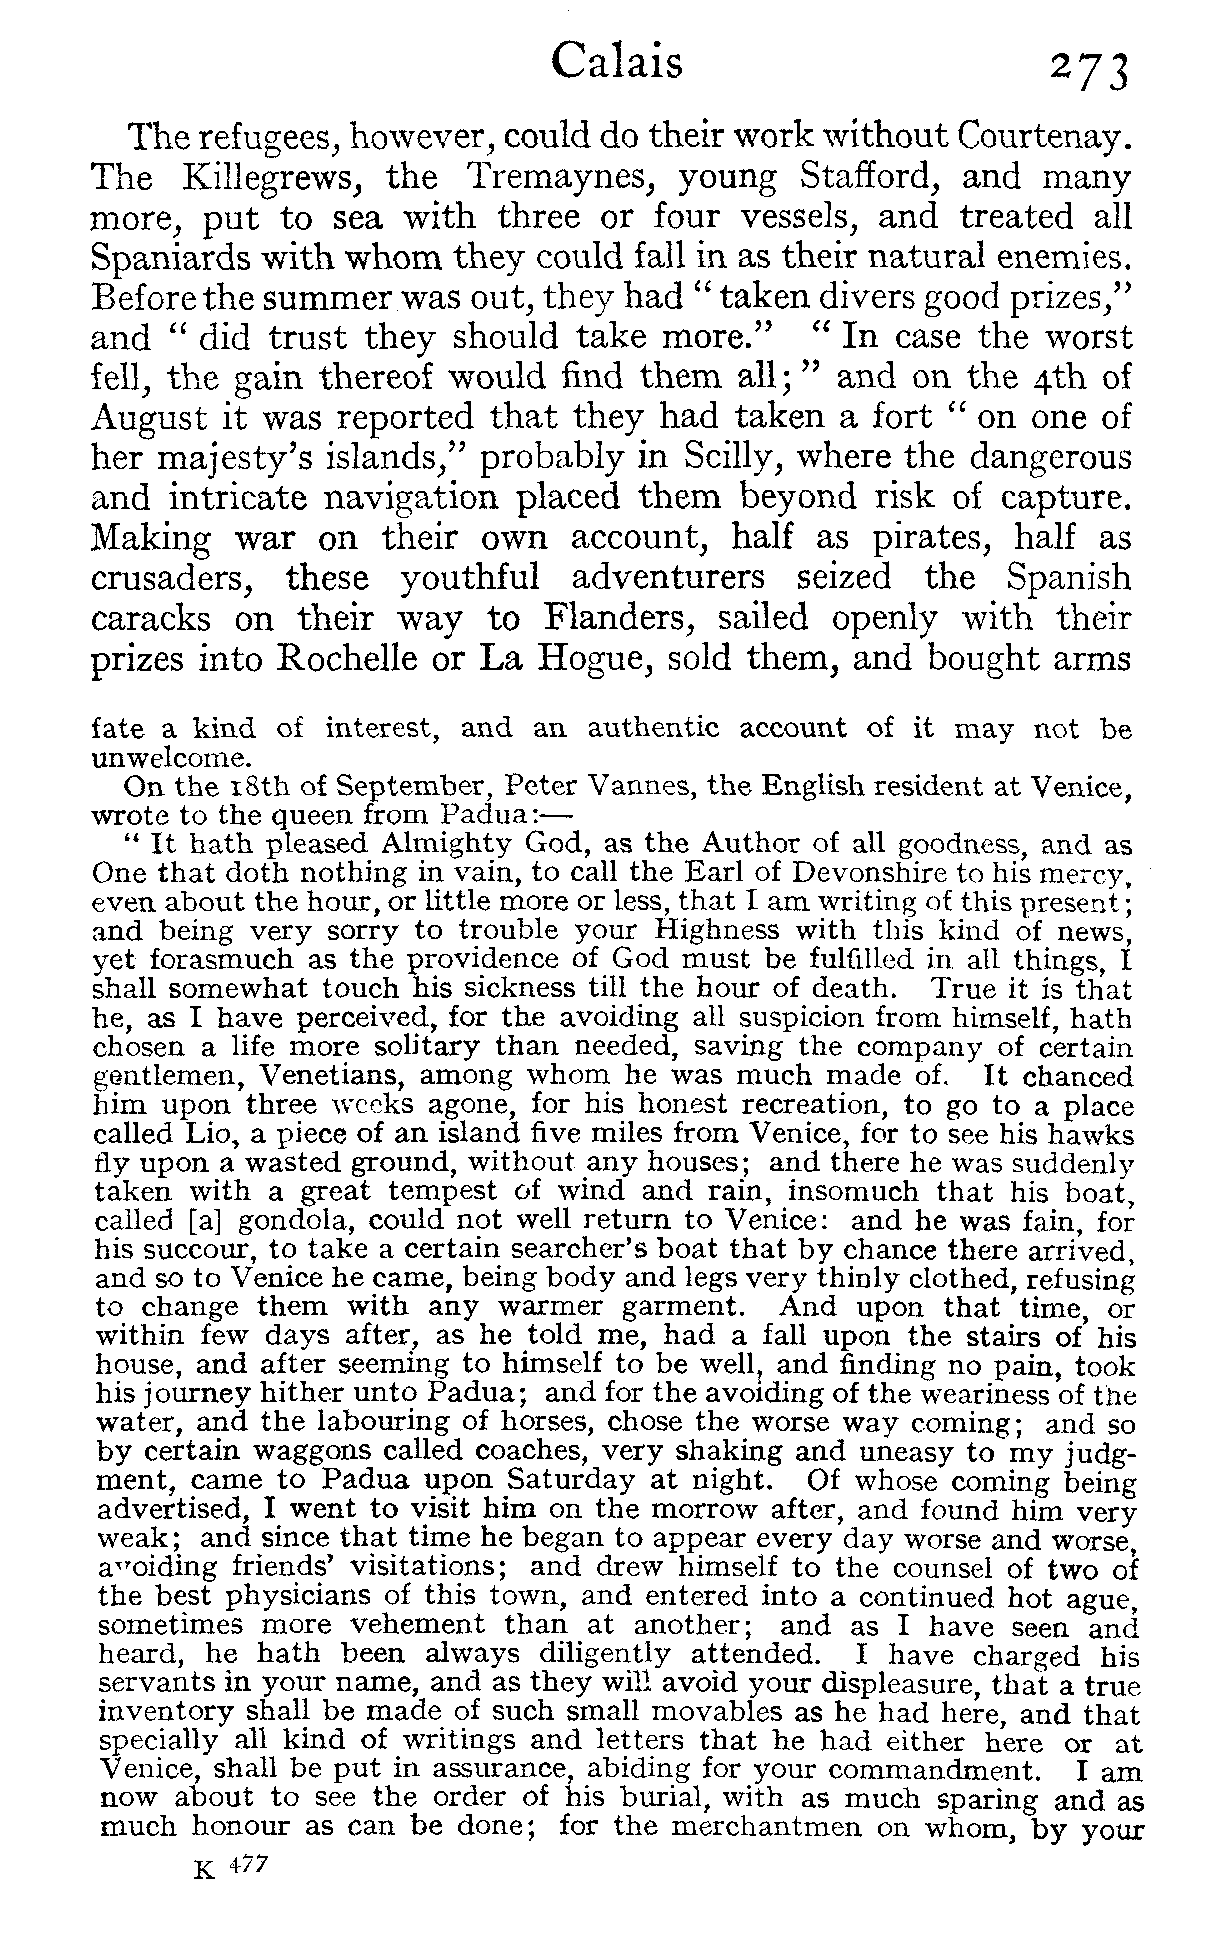 Calais 273
The refugees, however, could do their work without Courtenay.
The Killegrews, the Tremaynes, young Stafford, and many
more, put to sea with three or four vessels, and treated all
Spaniards with whom they could fall in as their natural enemies.
Before the summer was out, they had “ taken divers good prizes,”
and “ did trust they should take more.” “ In case the worst
fell, the gain thereof would find them all; ” and on the 4th of
August it was reported that they had taken a fort “ on one of
her majesty’s islands,” probably in Scilly, where the dangerous
and intricate navigation placed them beyond risk of capture.
Making war on their own account, half as pirates, half as
crusaders, these youthful adventurers seized the Spanish
caracks on their way to Flanders, sailed openly with their
prizes into Rochelle or La Hogue, sold them, and bought arms
fate a kind of interest, and an authentic account of it may not be
unwelcome.
On the 18th of September, Peter Vannes, the English resident at Venice,
wrote to the queen from Padua:—
“ It hath pleased Almighty God, as the Author of all goodness, and as
One that doth nothing in vain, to call the Earl of Devonshire to his mercy,
even about the hour, or little more or less, that I am writing of this present;
and being very sorry to trouble your Highness with this kind of news,
yet forasmuch as the providence of God must be fulfilled in all things, I
shall somewhat touch his sickness till the hour of death. True it is that
he, as I have perceived, for the avoiding all suspicion from himself, hath
chosen a life more solitary than needed, saving the company of certain
gentlemen, Venetians, among whom he was much made of. It chanced
him upon three weeks agone, for his honest recreation, to go to a place
called Lio, a piece of an island five miles from Venice, for to see his hawks
fly upon a wasted ground, without any houses; and there he was suddenly
taken with a great tempest of wind and rain, insomuch that his boat,
called [a] gondola, could not well return to Venice: and he was fain, for
his succour, to take a certain searcher’s boat that by chance there arrived,
and so to Venice he came, being body and legs very thinly clothed, refusing
to change them with any warmer garment. And upon that time, or
within few days after, as he told me, had a fall upon the stairs of his
house, and after seeming to himself to be well, and finding no pain, took
his journey hither unto Padua; and for the avoiding of the weariness of the
water, and the labouring of horses, chose the worse way coming; and so
by certain waggons called coaches, very shaking and uneasy to my judg-
ment, came to Padua upon Saturday at night. Of whose coming being
advertised, I went to visit him on the morrow after, and found him very
weak; and since that time he began to appear every day worse and worse,
avoiding friends’ visitations; and drew himself to the counsel of two of
the best physicians of this town, and entered into a continued hot ague,
sometimes more vehement than at another; and as I have seen and
heard, he hath been always diligently attended. I have charged his
servants in your name, and as they will avoid your displeasure, that a true
inventory shall be made of such small movables as he had here, and that
specially all kind of writings and letters that he had either here or at
Venice, shall be put in assurance, abiding for your commandment. I am
now about to see the order of his burial, with as much sparing and as
much honour as can be done; for the merchantmen on whom, by your
K 477